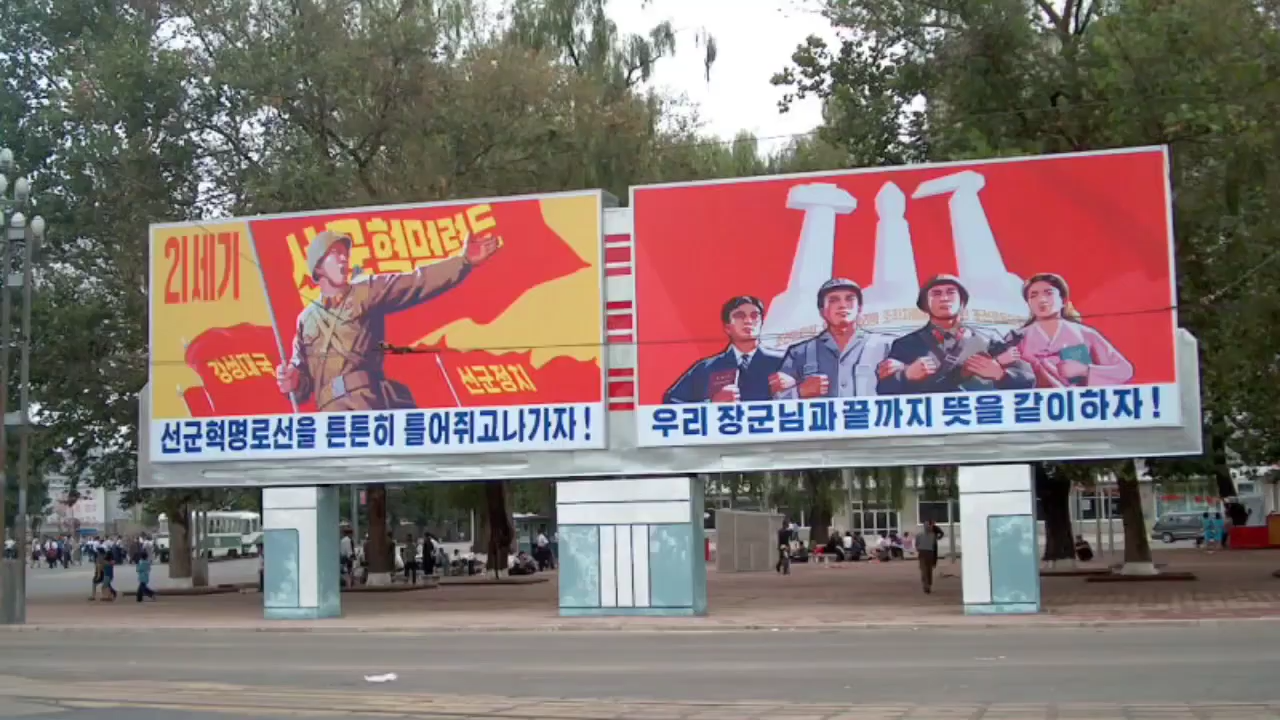 21세기
선군혁명령도
강성대국
선군정치
선군혁명로선을 튼튼히 틀어쥐고나가자!
우리 장군님과 끝까지 뜻을 같이하자!